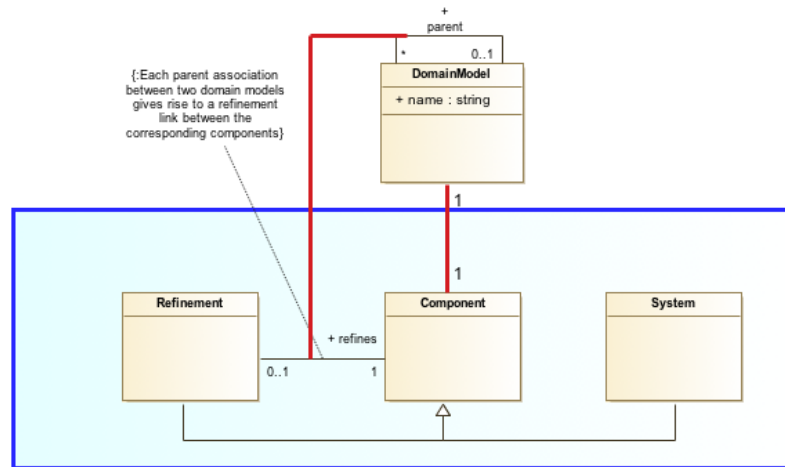 +
parent
*
0..1
DomainModel
+ name : string
{:Each parent association
between two domain models
gives rise to a refinement
link between the
corresponding components}
1
1
Refinement
Component
System
+ refines
0..1
1